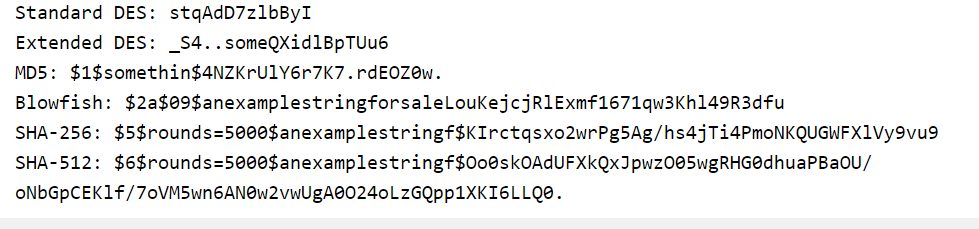 Standard DES: stqAdD7zlbByI
Extended DES: _S4..someQXidlBpTUu6
MD5: $1$somethin$4NZKrUlY6r7K7.rdEOZ0w.
Blowfish: $2a$09$anexamplestringforsaleLouKejcjRlExmf1671qw3Khl49R3dfu
SHA-256: $5$rounds=5000$anexamplestringf$KIrctqsxo2wrPg5Ag/hs4jTi4PmoNKQUGWFXlVy9vu9
SHA-512: $6$rounds=5000$anexamplestringf$Oo0skOAdUFXkQxJpwzO05wgRHG0dhuaPBaOU/
oNbGpCEKlf/7oVM5wn6AN0w2vwUgA0O24oLzGQpp1XKI6LLQ0.